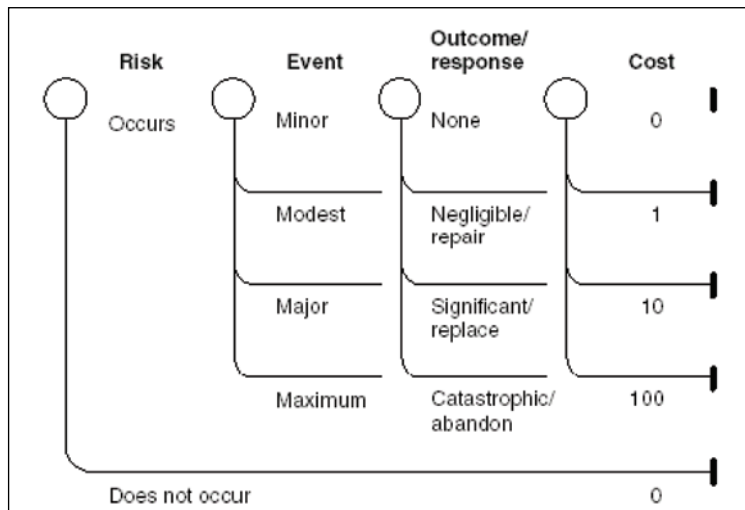 Risk Event Outcome/ response Cost
Occurs Minor None 0
Modest Negligible/ repair 1
Major Significant/ replace 10
Maximum Catastrophic/ abandon 100
Does not occur 0